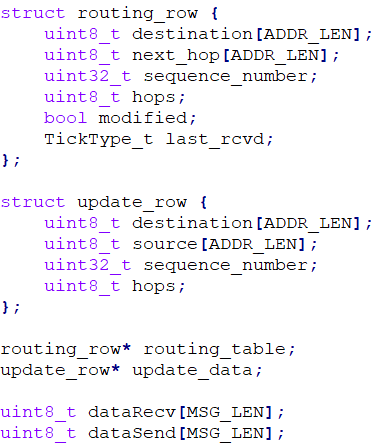 struct routing_row {
    uint8_t destination[ADDR_LEN];
    uint8_t next_hop[ADDR_LEN];
    uint32_t sequence_number;
    uint8_t hops;
    bool modified;
    TickType_t last_rcvd;
};

struct update_row {
    uint8_t destination[ADDR_LEN];
    uint8_t source[ADDR_LEN];
    uint32_t sequence_number;
    uint8_t hops;
};

routing_row* routing_table;
update_row* update_data;

uint8_t dataRecv[MSG_LEN];
uint8_t dataSend[MSG_LEN];